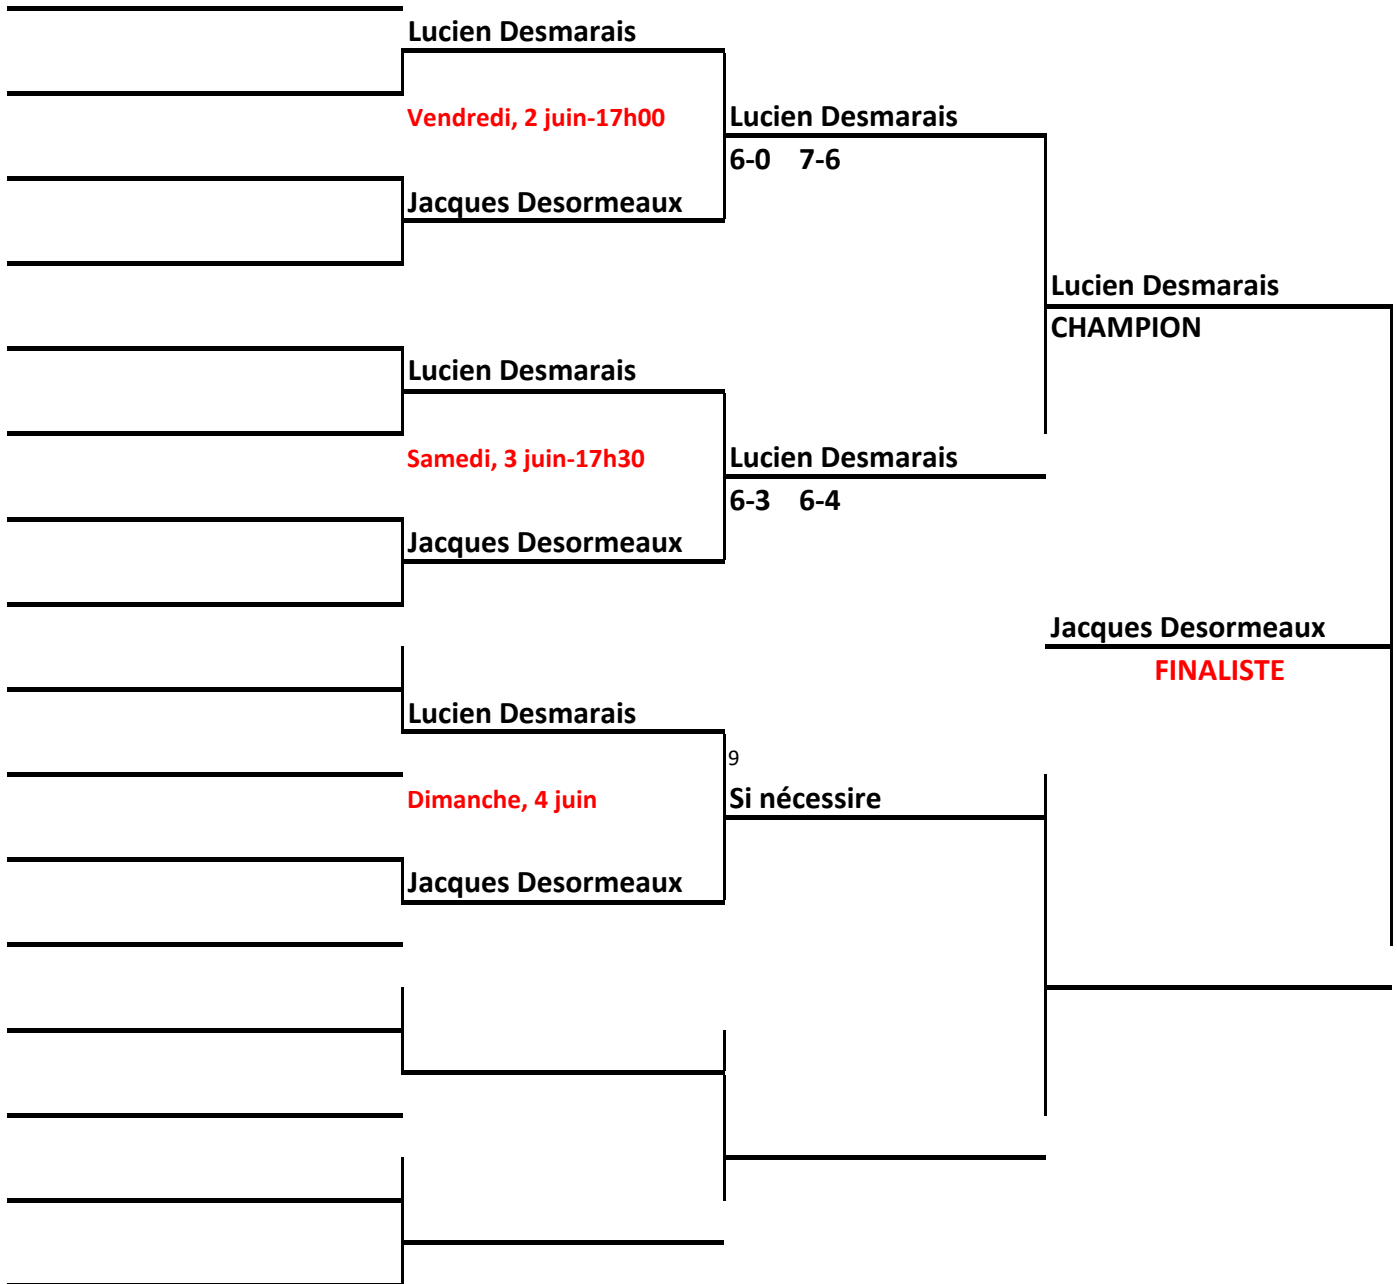 Lucien Desmarais
Vendredi, 2 juin-17h00
Lucien Desmarais
6-0 7-6
Jacques Desormeaux
Lucien Desmarais
CHAMPION
Lucien Desmarais
Samedi, 3 juin-17h30
Lucien Desmarais
6-3 6-4
Jacques Desormeaux
Jacques Desormeaux
FINALISTE
Lucien Desmarais
9
Dimanche, 4 juin
Si nécessire
Jacques Desormeaux